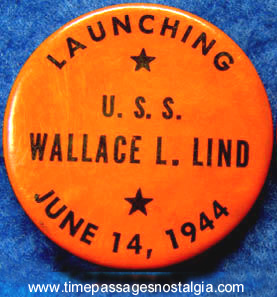 LAUNCHING
U. S. S.
WALLACE L. LIND
JUNE 14, 1944
www.timepassagesnostalgia.com